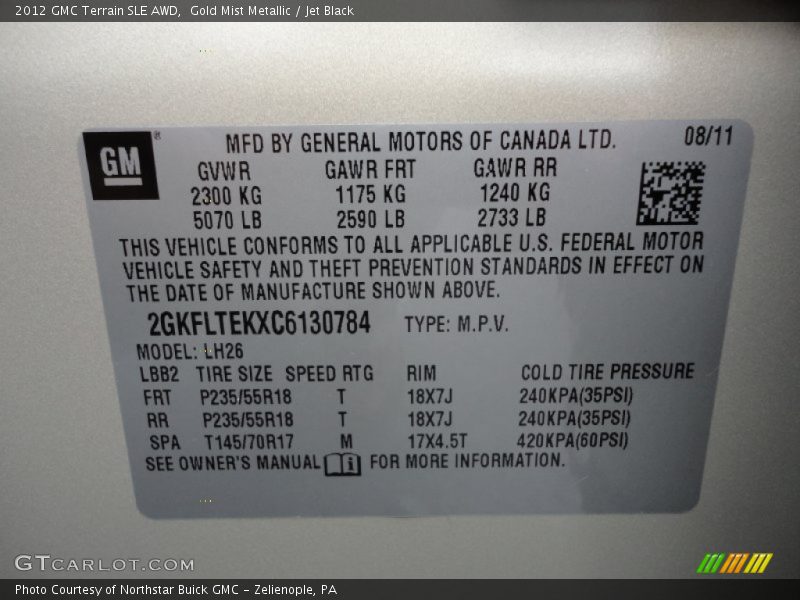 2012 GMC Terrain SLE AWD,  Gold Mist Metallic / Jet Black
GM ®
MFD BY GENERAL MOTORS OF CANADA LTD. 08/11
GVWR GAWR FRT GAWR RR
2300 KG 1175 KG 1240 KG
5070 LB 2590 LB 2733 LB
THIS VEHICLE CONFORMS TO ALL APPLICABLE U.S. FEDERAL MOTOR
VEHICLE SAFETY AND THEFT PREVENTION STANDARDS IN EFFECT ON
THE DATE OF MANUFACTURE SHOWN ABOVE.
2GKFLTEKXC6130784 TYPE: M.P.V.
MODEL: LH26
LBB2 TIRE SIZE SPEED RTG RIM COLD TIRE PRESSURE
FRT P235/55R18 T 18X7J 240KPA(35PSI)
RR P235/55R18 T 18X7J 240KPA(35PSI)
SPA T145/70R17 M 17X4.5T 420KPA(60PSI)
SEE OWNER'S MANUAL i FOR MORE INFORMATION.
GTCARLOT.COM
Photo Courtesy of Northstar Buick GMC - Zelienople, PA